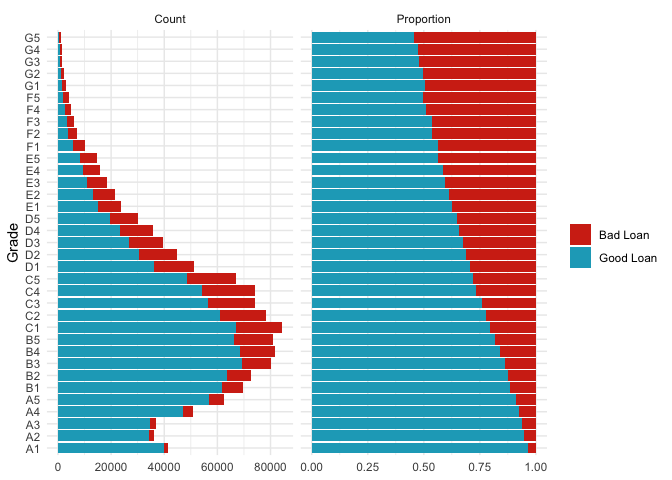 Count
Proportion
Grade
G5
G4
G3
G2
G1
F5
F4
F3
F2
F1
E5
E4
E3
E2
E1
D5
D4
D3
D2
D1
C5
C4
C3
C2
C1
B5
B4
B3
B2
B1
A5
A4
A3
A2
A1
0 20000 40000 60000 80000
0.00 0.25 0.50 0.75 1.00
Bad Loan
Good Loan